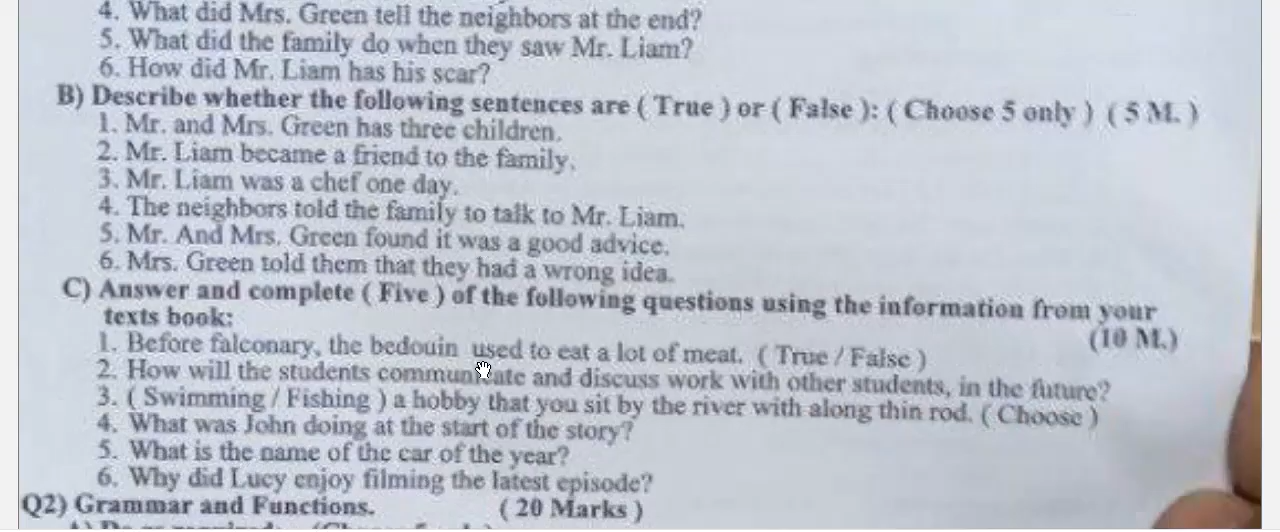 4. What did Mrs. Green tell the neighbors at the end?
5. What did the family do when they saw Mr. Liam?
6. How did Mr. Liam has his scar?
B) Describe whether the following sentences are ( True ) or ( False ): ( Choose 5 only ) ( 5 M. )
1. Mr. and Mrs. Green has three children.
2. Mr. Liam became a friend to the family.
3. Mr. Liam was a chef one day.
4. The neighbors told the family to talk to Mr. Liam.
5. Mr. And Mrs. Green found it was a good advice.
6. Mrs. Green told them that they had a wrong idea.
C) Answer and complete ( Five ) of the following questions using the information from your
texts book: (10 M.)
1. Before falconary, the bedouin used to eat a lot of meat. ( True / False )
2. How will the students communicate and discuss work with other students, in the future?
3. ( Swimming / Fishing ) a hobby that you sit by the river with along thin rod. ( Choose )
4. What was John doing at the start of the story?
5. What is the name of the car of the year?
6. Why did Lucy enjoy filming the latest episode?
Q2) Grammar and Functions. ( 20 Marks )